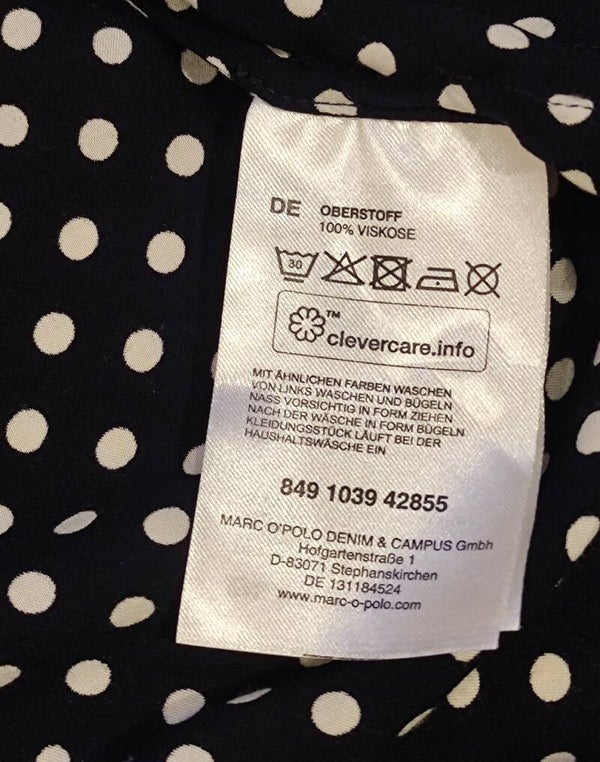 DE OBERSTOFF
100% VISKOSE
30
™
clevercare.info
MIT ÄHNLICHEN FARBEN WASCHEN
VON LINKS WASCHEN UND BÜGELN
NASS VORSICHTIG IN FORM ZIEHEN
NACH DER WÄSCHE IN FORM BÜGELN
KLEIDUNGSSTÜCK LÄUFT BEI DER
HAUSHALTSWÄSCHE EIN
849 1039 42855
MARC O'POLO DENIM & CAMPUS Gmbh
Hofgartenstraße 1
D-83071 Stephanskirchen
DE 131184524
www.marc-o-polo.com